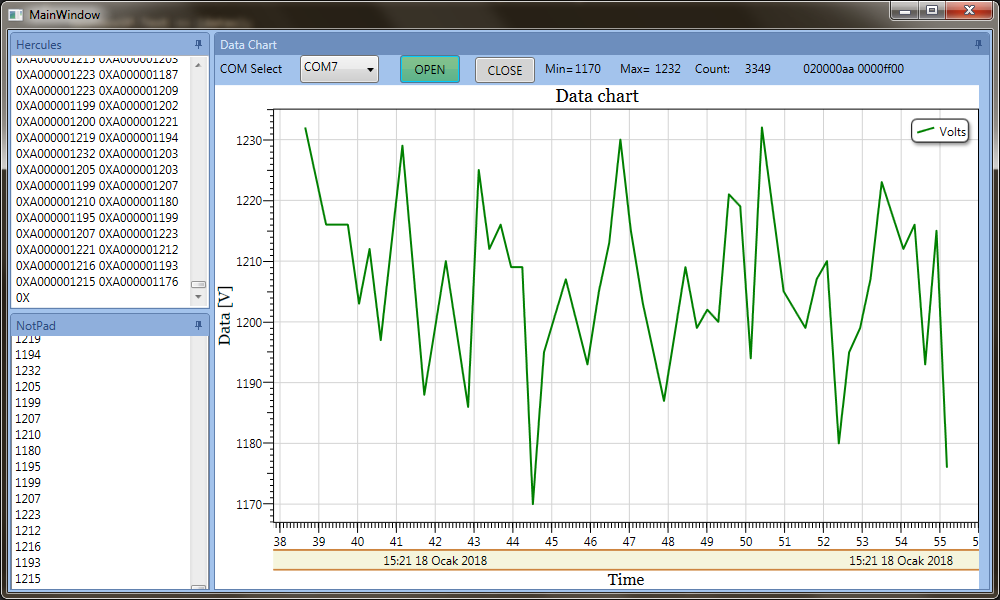 MainWindow
Hercules
0XA000001215 0XA000001203
0XA000001223 0XA000001187
0XA000001223 0XA000001209
0XA000001199 0XA000001202
0XA000001200 0XA000001221
0XA000001219 0XA000001194
0XA000001232 0XA000001203
0XA000001205 0XA000001203
0XA000001199 0XA000001207
0XA000001210 0XA000001180
0XA000001195 0XA000001199
0XA000001207 0XA000001223
0XA000001221 0XA000001212
0XA000001216 0XA000001193
0XA000001215 0XA000001176
0X
NotPad
1219
1194
1232
1205
1199
1207
1210
1180
1195
1199
1207
1223
1212
1216
1193
1215
Data Chart
COM Select COM7 OPEN CLOSE Min= 1170 Max= 1232 Count: 3349 020000aa 0000ff00
Data chart
Volts
Data [V]
1230
1220
1210
1200
1190
1180
1170
38 39 40 41 42 43 44 45 46 47 48 49 50 51 52 53 54 55 5
15:21 18 Ocak 2018 15:21 18 Ocak 2018
Time